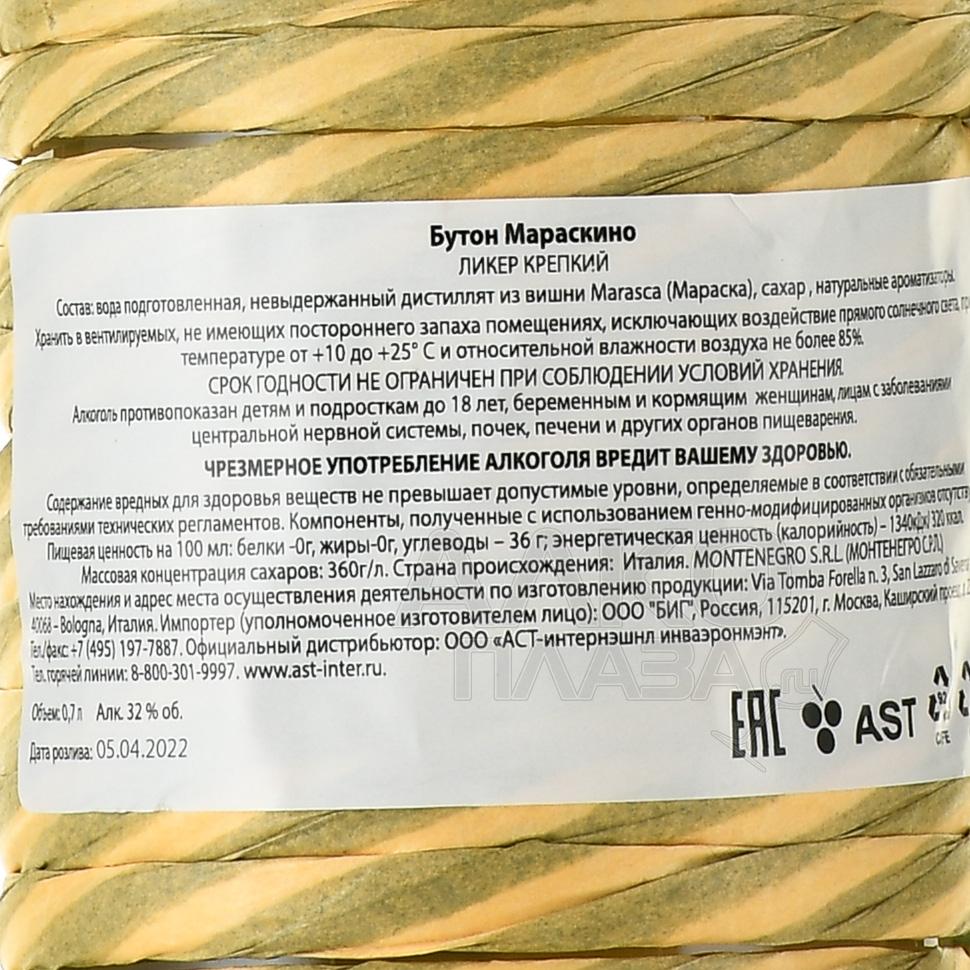 Бутон Мараскино
ЛИКЕР КРЕПКИЙ
Состав: вода подготовленная, невыдержанный дистиллят из вишни Marasca (Мараска), сахар , натуральные ароматизаторы.
Хранить в вентилируемых, не имеющих постороннего запаха помещениях, исключающих воздействие прямого солнечного света, при
температуре от +10 до +25° С и относительной влажности воздуха не более 85%.
СРОК ГОДНОСТИ НЕ ОГРАНИЧЕН ПРИ СОБЛЮДЕНИИ УСЛОВИЙ ХРАНЕНИЯ.
Алкоголь противопоказан детям и подросткам до 18 лет, беременным и кормящим женщинам, лицам с заболеваниями
центральной нервной системы, почек, печени и других органов пищеварения.
ЧРЕЗМЕРНОЕ УПОТРЕБЛЕНИЕ АЛКОГОЛЯ ВРЕДИТ ВАШЕМУ ЗДОРОВЬЮ.
Содержание вредных для здоровья веществ не превышает допустимые уровни, определяемые в соответствии с обязательными
требованиями технических регламентов. Компоненты, полученные с использованием генно-модифицированных организмов отсутств
Пищевая ценность на 100 мл: белки -0г, жиры-0г, углеводы – 36 г; энергетическая ценность (калорийность) – 1340кДж/ 320 ккал.
Массовая концентрация сахаров: 360г/л. Страна происхождения: Италия. MONTENEGRO S.R.L (МОНТЕНЕГРО С.Р.Л.)
Место нахождения и адрес места осуществления деятельности по изготовлению продукции: Via Tomba Forella n. 3, San Lazzaro di Savena
40068 - Bologna, Италия. Импортер (уполномоченное изготовителем лицо): ООО "БИГ", Россия, 115201, г. Москва, Каширский проезд,
Тел./факс: +7 (495) 197-7887. Официальный дистрибьютор: ООО «АСТ-интернэшнл инваэронмэнт».
Тел. горячей линии: 8-800-301-9997. www.ast-inter.ru.
Объем: 0,7 л Алк. 32 % об.
Дата розлива: 05.04.2022
ЕАС AST
АЛКО
ПЛАЗА.ru